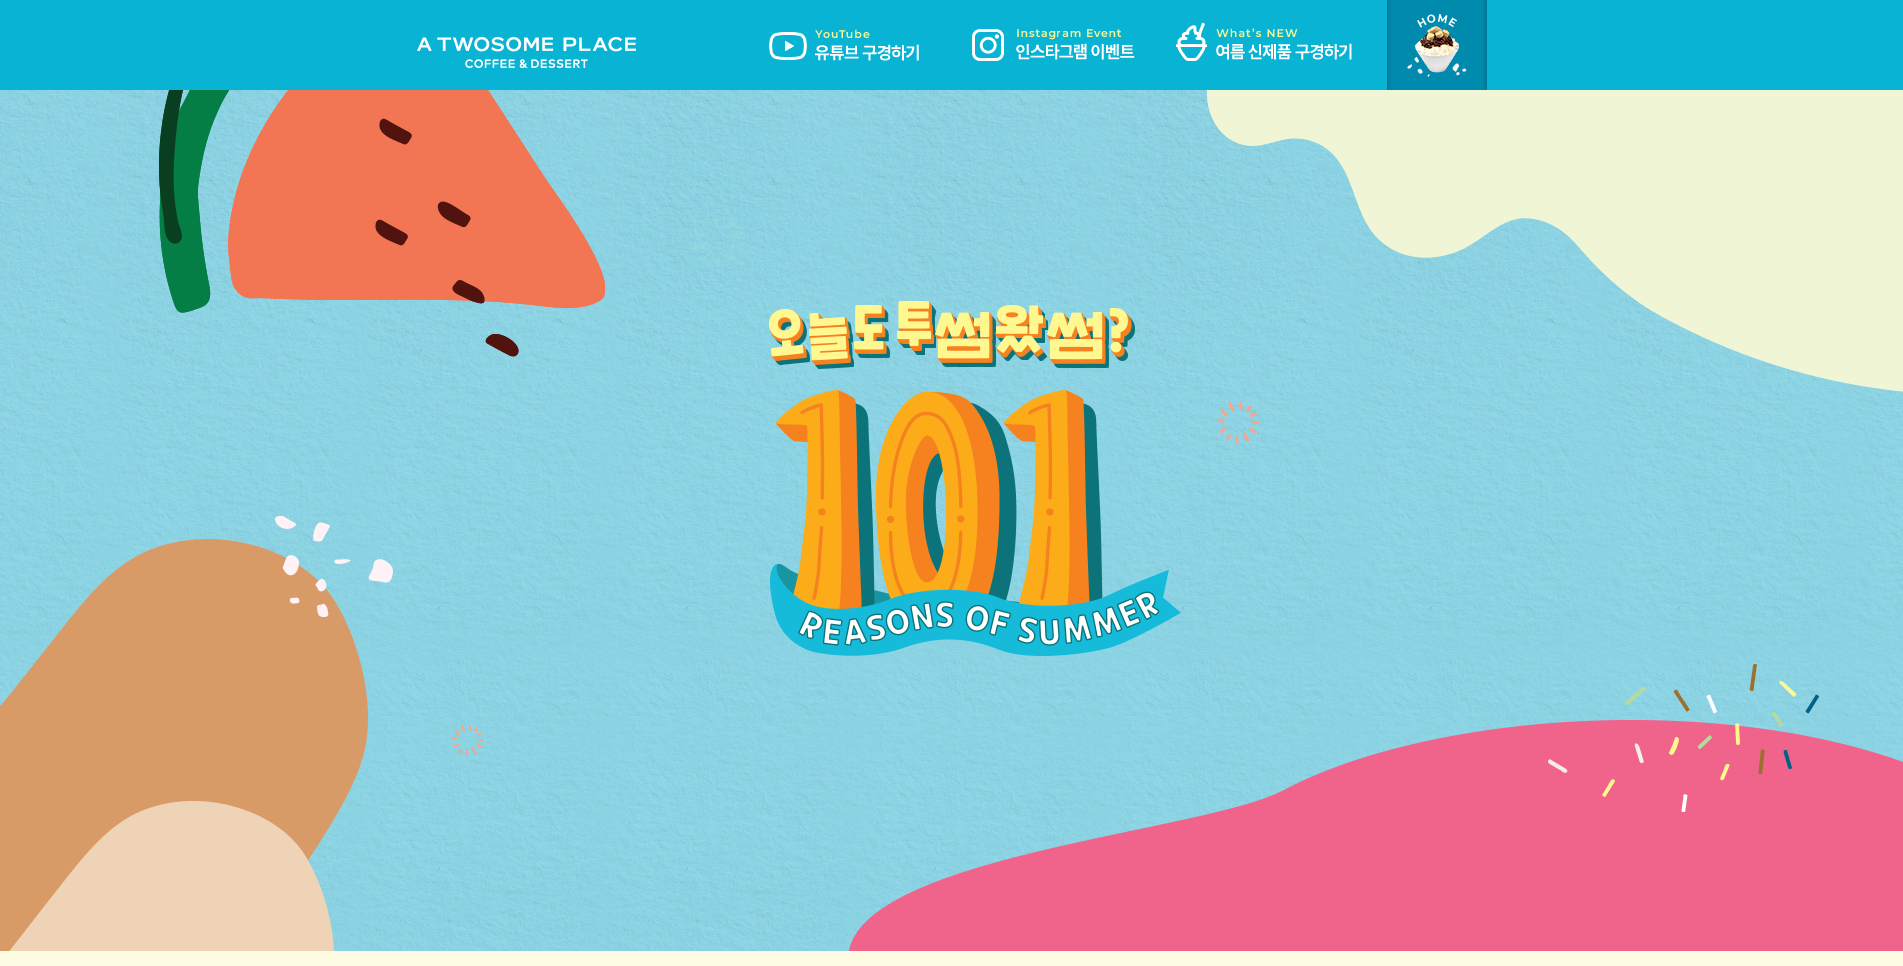 A TWOSOME PLACE
COFFEE & DESSERT
YouTube
유튜브 구경하기
Instagram Event
인스타그램 이벤트
What's NEW
여름 신제품 구경하기
HOME
오늘도 투썸왔썸?
101
REASONS OF SUMMER